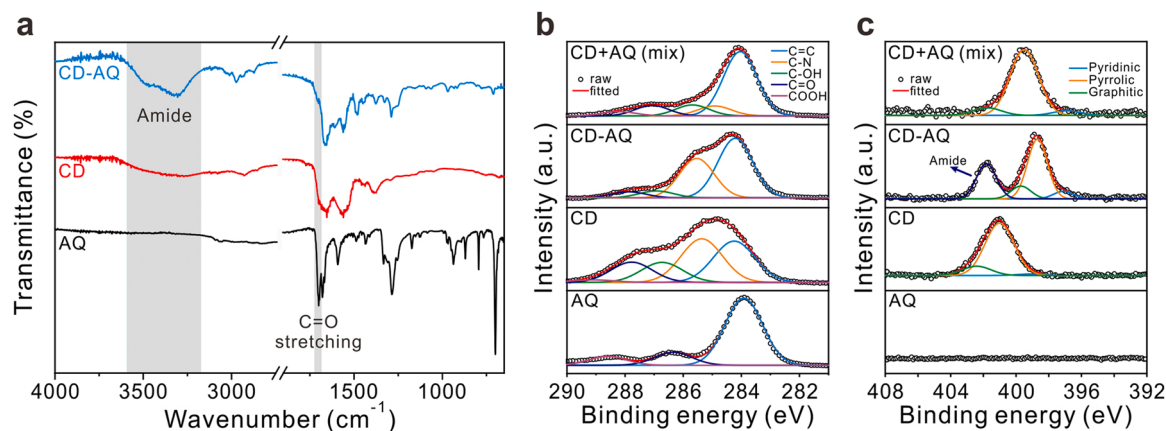 a
Transmittance (%)
CD-AQ
Amide
CD
AQ
C=O
stretching
4000 3500 3000 1500 1000
Wavenumber (cm-1)
b
Intensity (a.u.)
CD+AQ (mix)
raw
fitted
C=C
C-N
C-OH
C=O
COOH
CD-AQ
CD
AQ
290 288 286 284 282
Binding energy (eV)
c
Intensity (a.u.)
CD+AQ (mix)
raw
fitted
Pyridinic
Pyrrolic
Graphitic
CD-AQ
Amide
CD
AQ
408 404 400 396 392
Binding energy (eV)